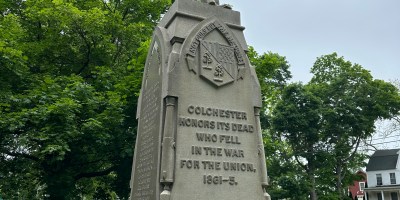 COLCHESTER
HONORS ITS DEAD
WHO FELL
IN THE WAR
FOR THE UNION.
1861-5.